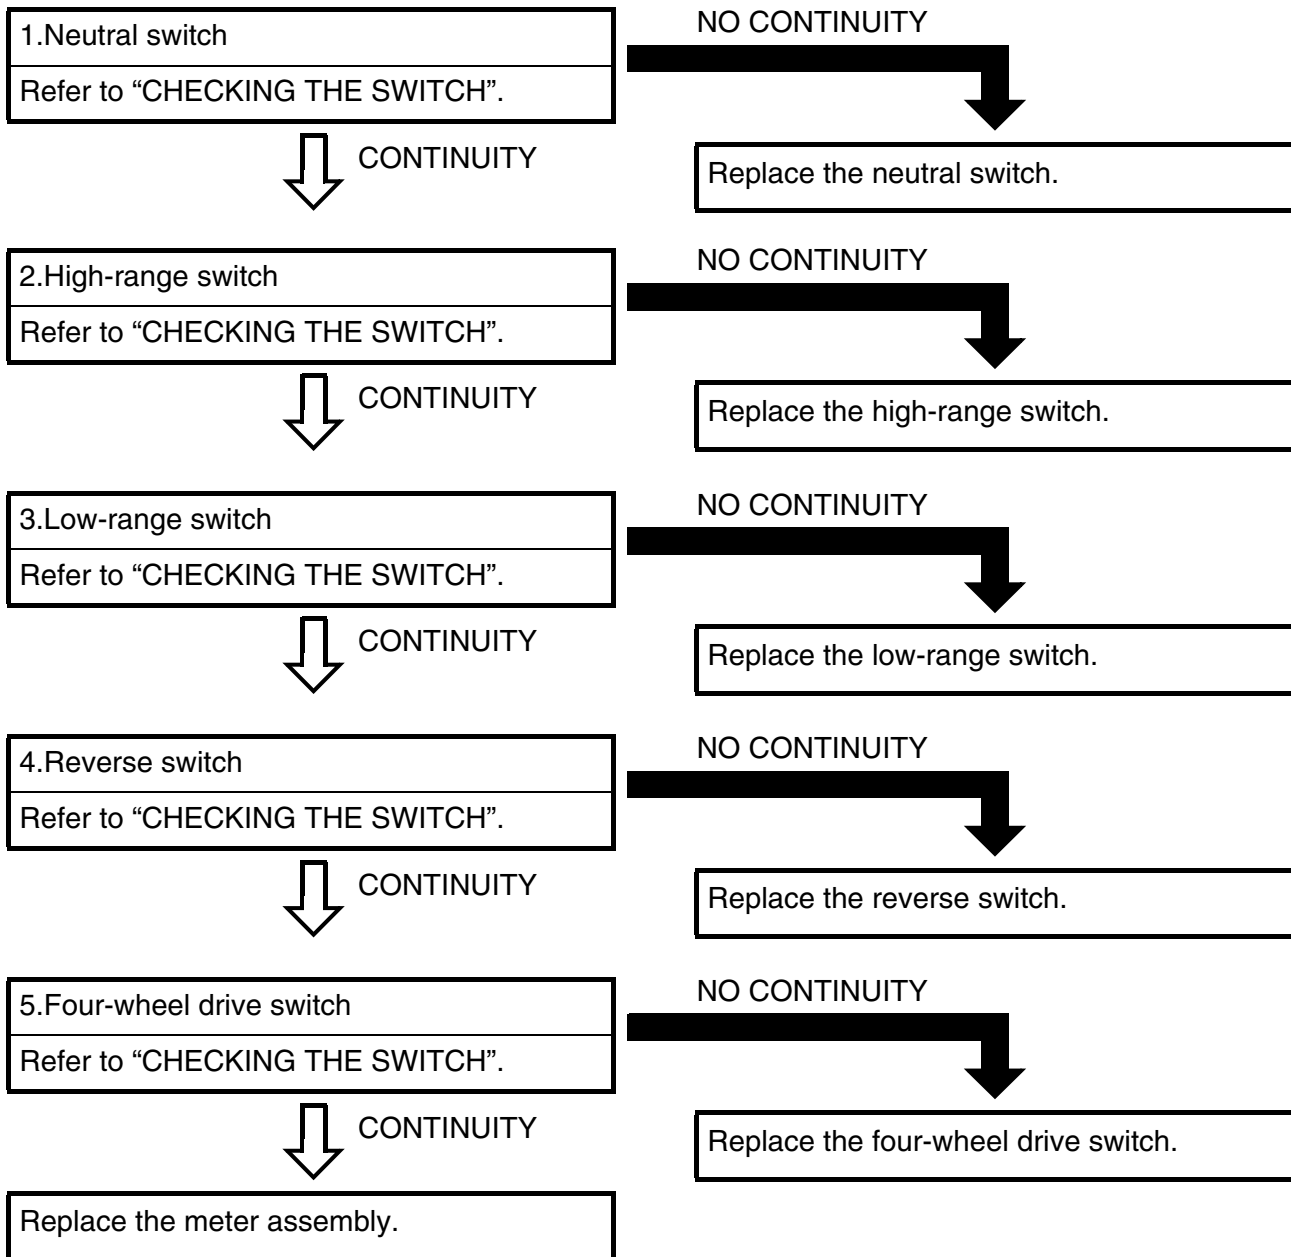 1.Neutral switch
NO CONTINUITY
Refer to “CHECKING THE SWITCH”.
CONTINUITY
Replace the neutral switch.
2.High-range switch
NO CONTINUITY
Refer to “CHECKING THE SWITCH”.
CONTINUITY
Replace the high-range switch.
3.Low-range switch
NO CONTINUITY
Refer to “CHECKING THE SWITCH”.
CONTINUITY
Replace the low-range switch.
4.Reverse switch
NO CONTINUITY
Refer to “CHECKING THE SWITCH”.
CONTINUITY
Replace the reverse switch.
5.Four-wheel drive switch
NO CONTINUITY
Refer to “CHECKING THE SWITCH”.
CONTINUITY
Replace the four-wheel drive switch.
Replace the meter assembly.